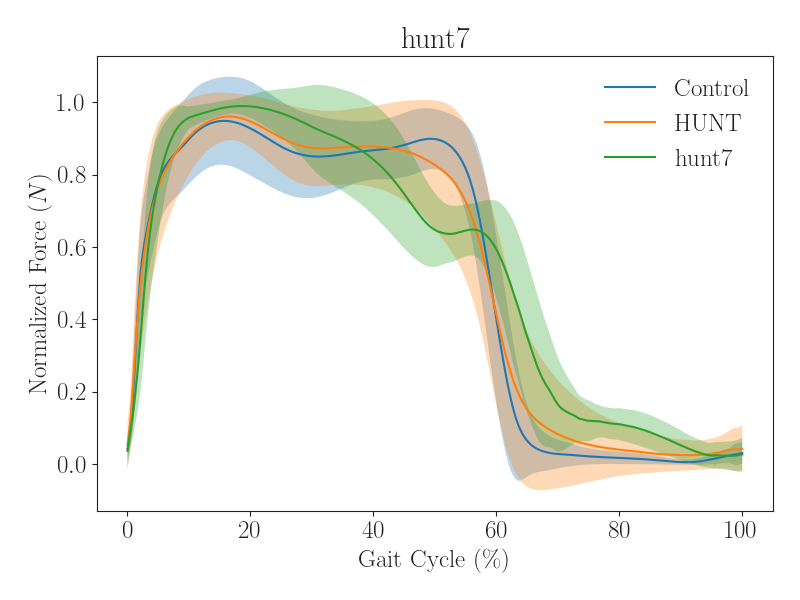 hunt7
Control
HUNT
hunt7
Normalized Force (N)
1.0
0.8
0.6
0.4
0.2
0.0
0 20 40 60 80 100
Gait Cycle (%)